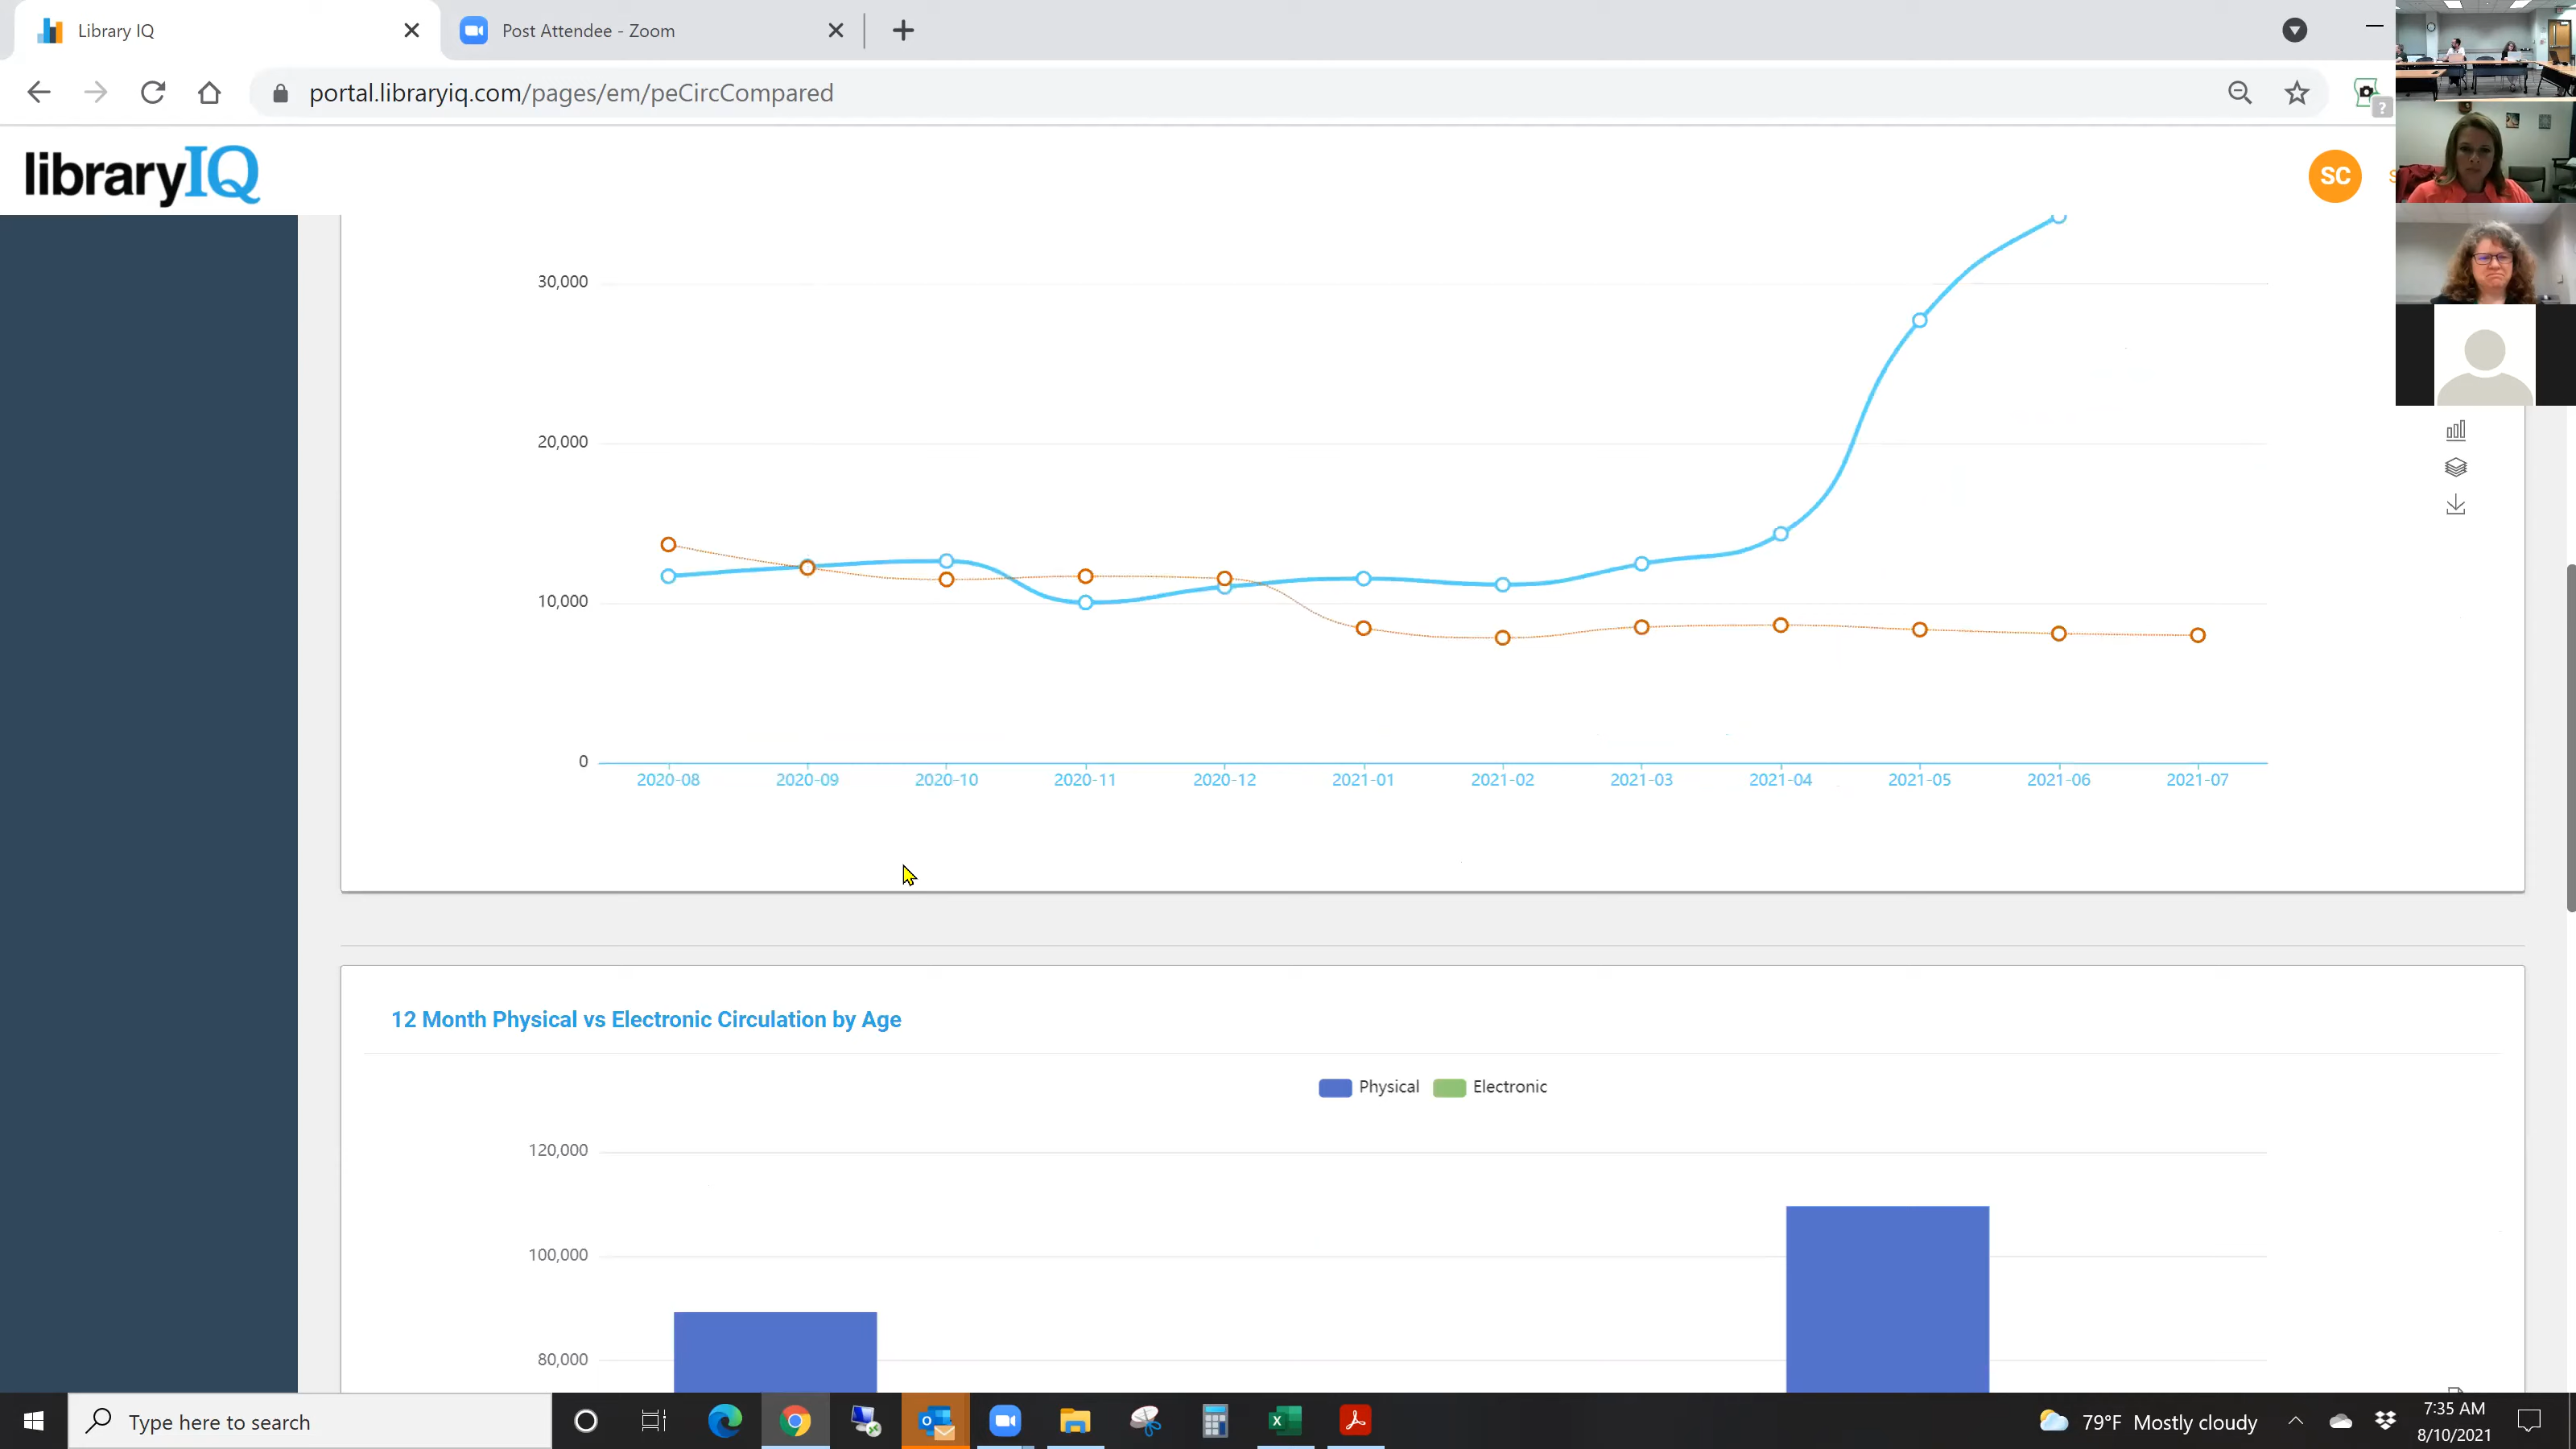 Library IQ
Post Attendee - Zoom
portal.libraryiq.com/pages/em/peCircCompared
?
libraryIQ
SC
30,000
20,000
10,000
0
2020-08 2020-09 2020-10 2020-11 2020-12 2021-01 2021-02 2021-03 2021-04 2021-05 2021-06 2021-07
12 Month Physical vs Electronic Circulation by Age
Physical Electronic
120,000
100,000
80,000
Type here to search
79°F Mostly cloudy
7:35 AM
8/10/2021